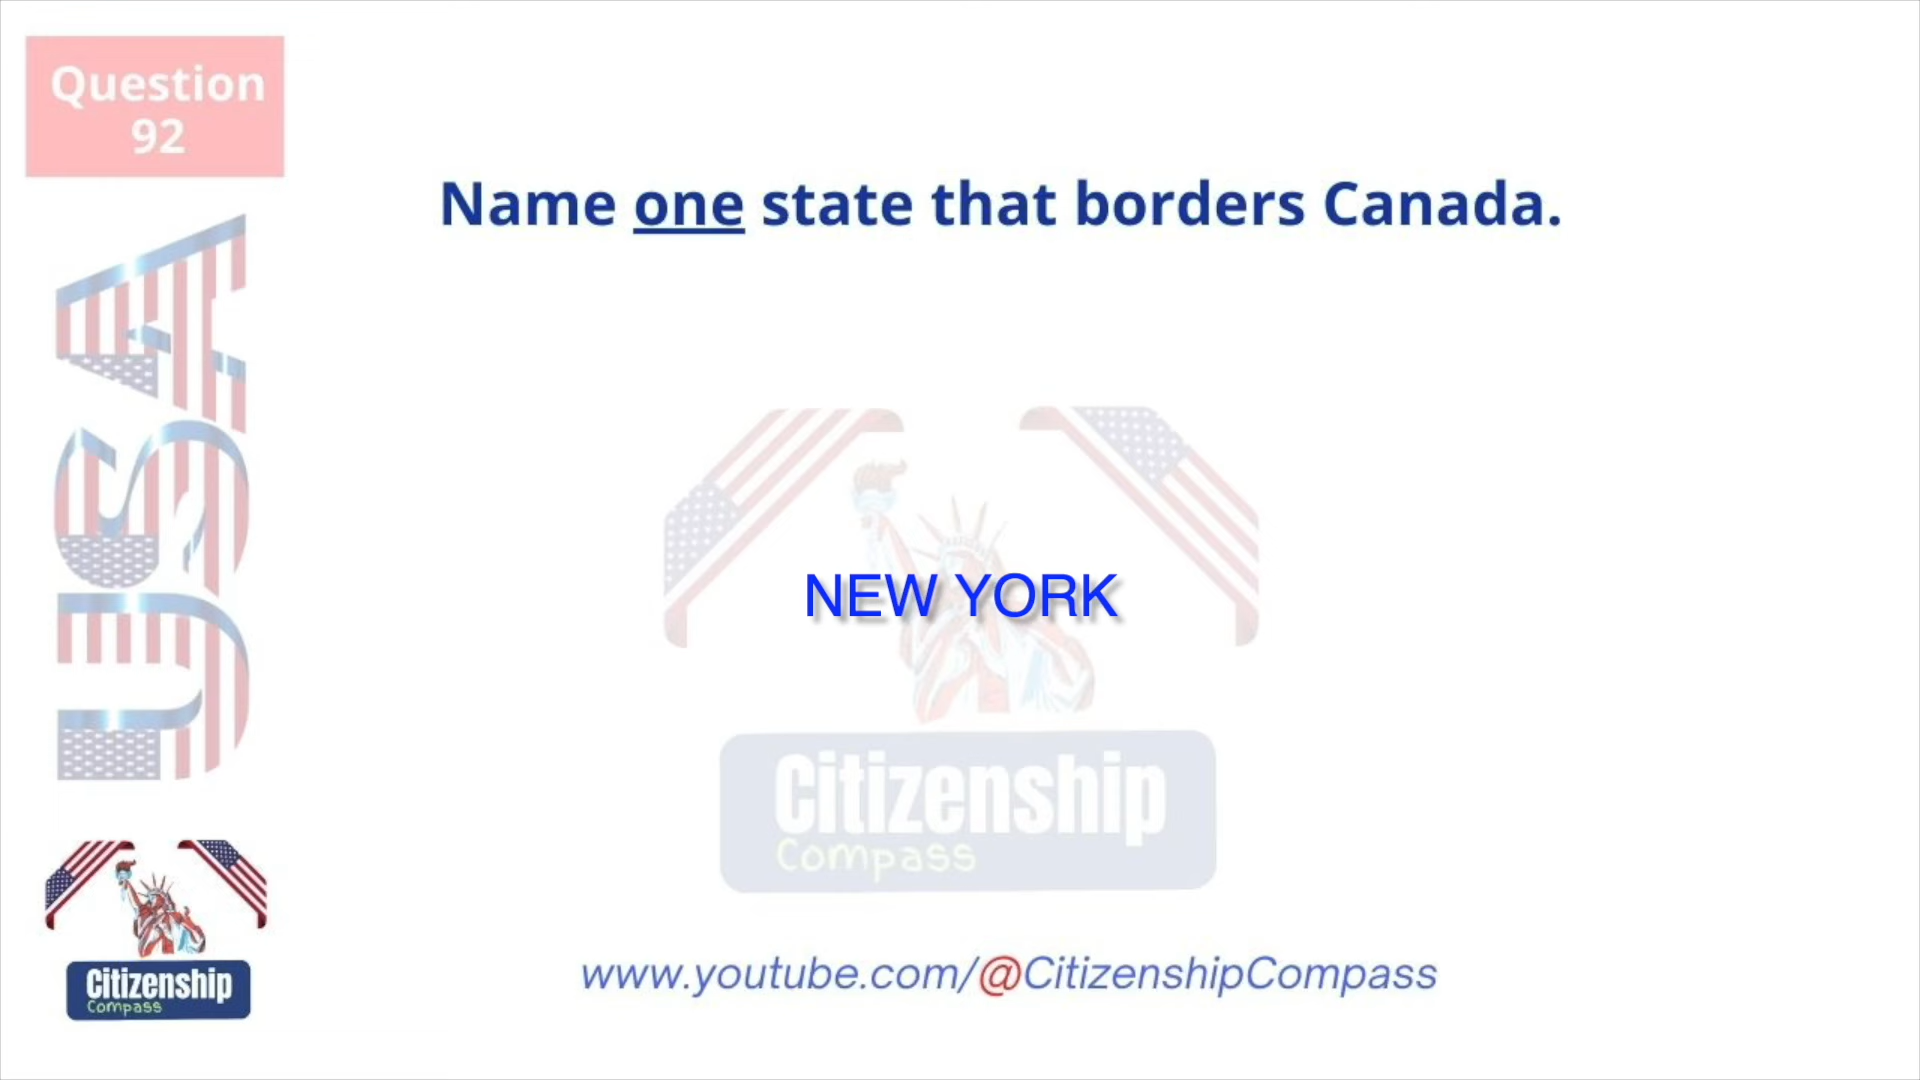 Question
92
Name one state that borders Canada.
USA
NEW YORK
Citizenship
Compass
Citizenship
Compass
www.youtube.com/@CitizenshipCompass